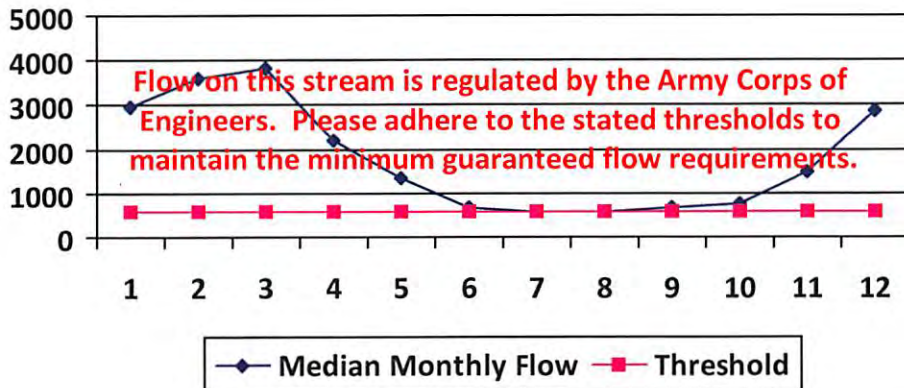 5000
4000
3000
2000
1000
0
Flow on this stream is regulated by the Army Corps of
Engineers. Please adhere to the stated thresholds to
maintain the minimum guaranteed flow requirements.
1 2 3 4 5 6 7 8 9 10 11 12
Median Monthly Flow Threshold